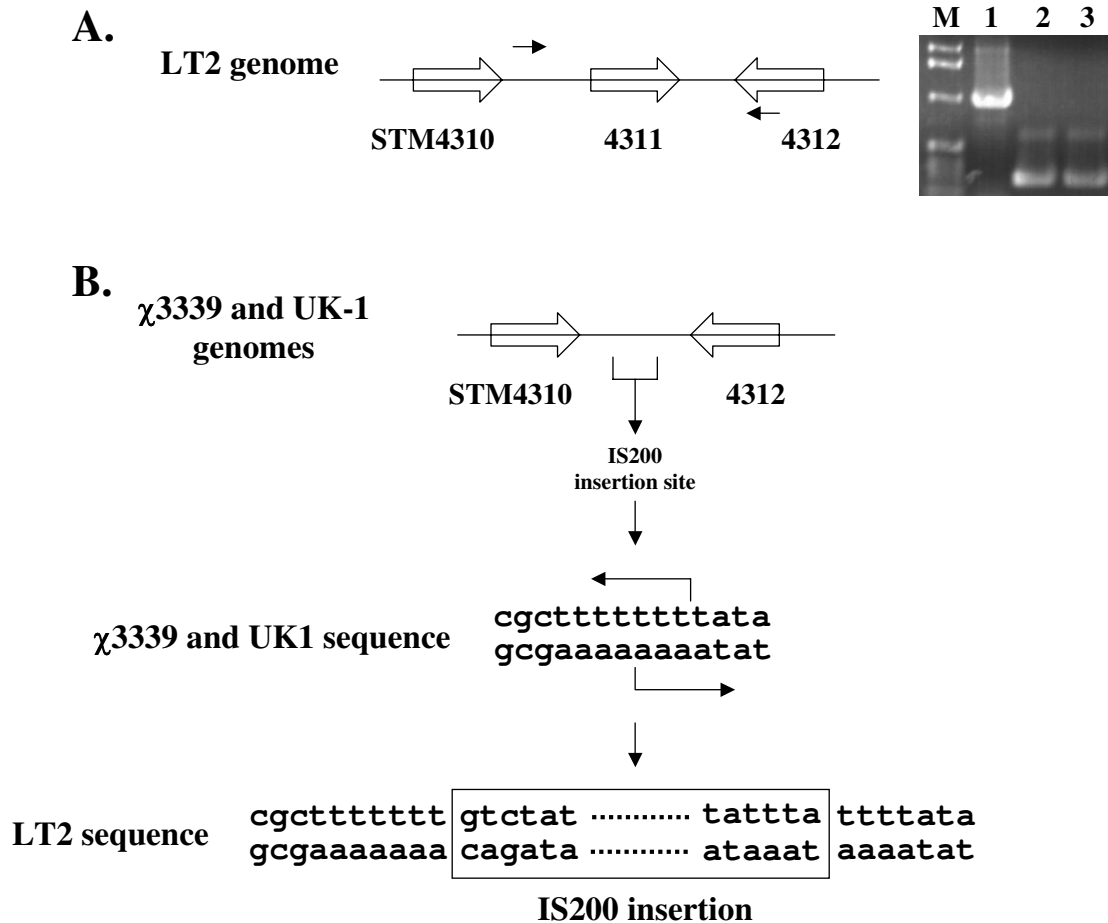 A.
LT2 genome
STM4310 4311 4312
M 1 2 3
B.
χ3339 and UK-1
genomes
STM4310 4312
IS200
insertion site
χ3339 and UK1 sequence
cgcttttttttata
gcgaaaaaaaatat
LT2 sequence
cgcttttttt gtctat ........... tattta ttttata
gcgaaaaaaa cagata ........... ataaat aaaatat
IS200 insertion